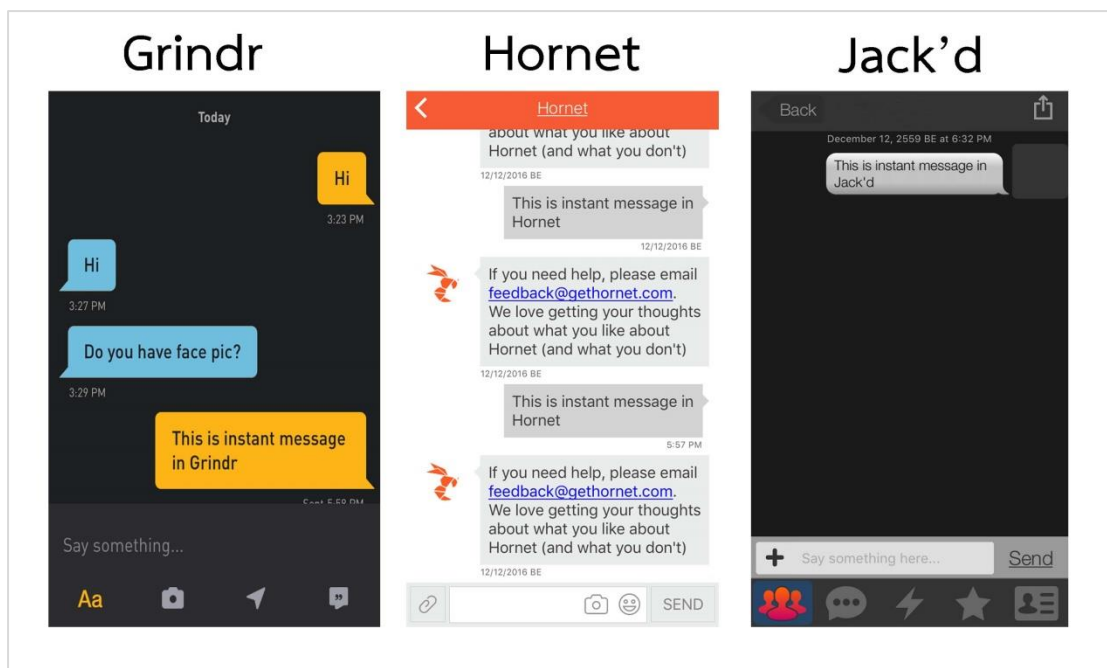 Grindr
Today
Hi
3:23 PM
Hi
3:27 PM
Do you have face pic?
3:29 PM
This is instant message
in Grindr
Sent 5:58 PM
Say something...
Aa
Hornet
Hornet
about what you like about
Hornet (and what you don't)
12/12/2016 BE
This is instant message in
Hornet
12/12/2016 BE
If you need help, please email
feedback@gethornet.com.
We love getting your thoughts
about what you like about
Hornet (and what you don't)
12/12/2016 BE
This is instant message in
Hornet
5:57 PM
If you need help, please email
feedback@gethornet.com.
We love getting your thoughts
about what you like about
Hornet (and what you don't)
12/12/2016 BE
SEND
Jack’d
Back
December 12, 2559 BE at 6:32 PM
This is instant message in
Jack'd
Say something here...
Send